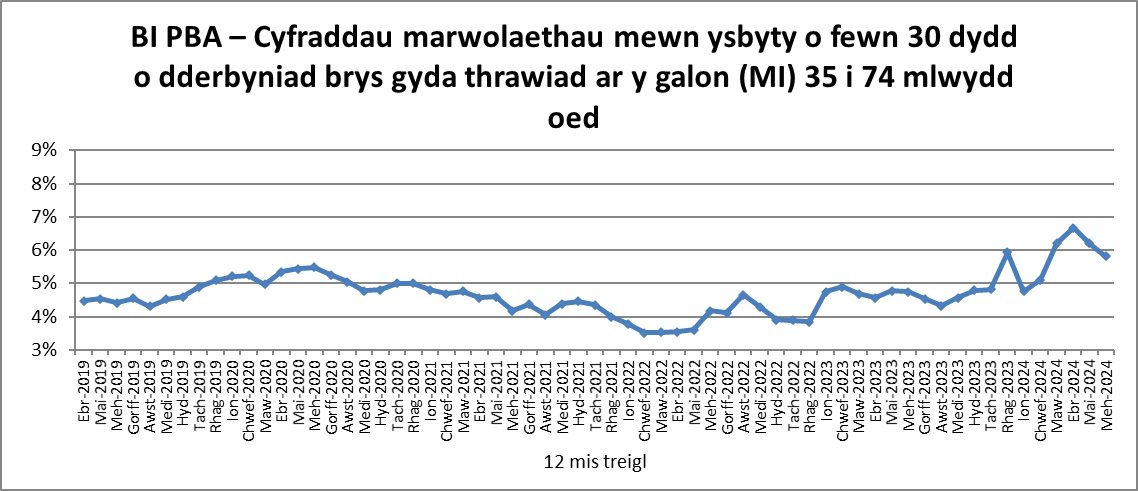 BI PBA – Cyfraddau marwolaethau mewn ysbyty o fewn 30 dydd
o dderbyniad brys gyda thrawiad ar y galon (MI) 35 i 74 mlwydd
oed
9%
8%
7%
6%
5%
4%
3%
Ebr-2019
Mai-2019
Meh-2019
Gorff-2019
Awst-2019
Medi-2019
Hyd-2019
Tach-2019
Rhag-2019
Ion-2020
Chwef-2020
Maw-2020
Ebr-2020
Mai-2020
Meh-2020
Gorff-2020
Awst-2020
Medi-2020
Hyd-2020
Tach-2020
Rhag-2020
Ion-2021
Chwef-2021
Maw-2021
Ebr-2021
Mai-2021
Meh-2021
Gorff-2021
Awst-2021
Medi-2021
Hyd-2021
Tach-2021
Rhag-2021
Ion-2022
Chwef-2022
Maw-2022
Ebr-2022
Mai-2022
Meh-2022
Gorff-2022
Awst-2022
Medi-2022
Hyd-2022
Tach-2022
Rhag-2022
Ion-2023
Chwef-2023
Maw-2023
Ebr-2023
Mai-2023
Meh-2023
Gorff-2023
Awst-2023
Medi-2023
Hyd-2023
Tach-2023
Rhag-2023
Ion-2024
Chwef-2024
Maw-2024
Ebr-2024
Mai-2024
Meh-2024
12 mis treigl